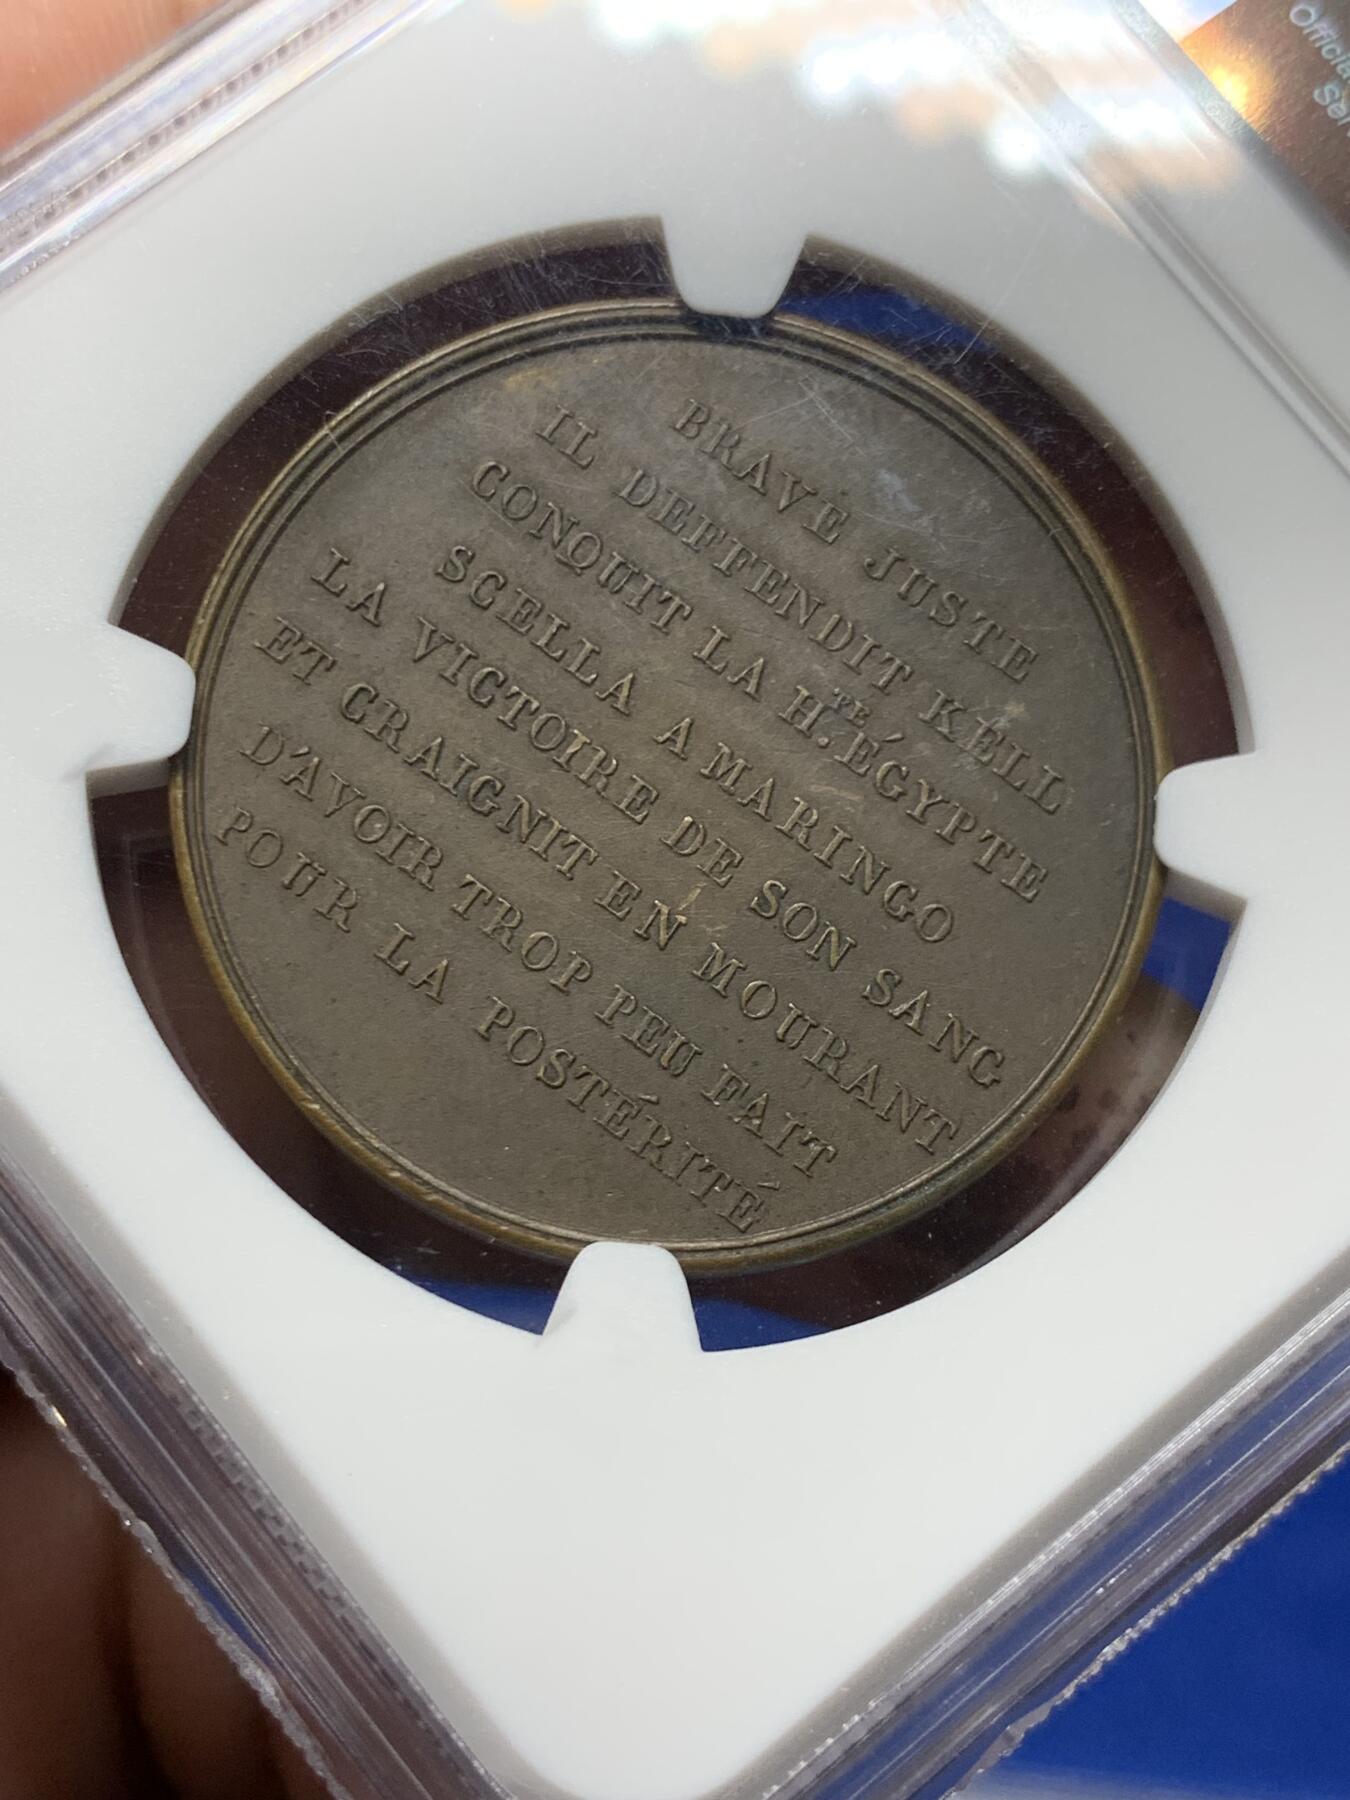 BRAVE JUSTE
IL DEFFENDIT KELL
CONQUIT LA H.TE ÉGYPTE
SCELLA A MARINGO
LA VICTOIRE DE SON SANG
ET CRAIGNIT EN MOURANT
D'AVOIR TROP PEU FAIT
POUR LA POSTÉRITÉ